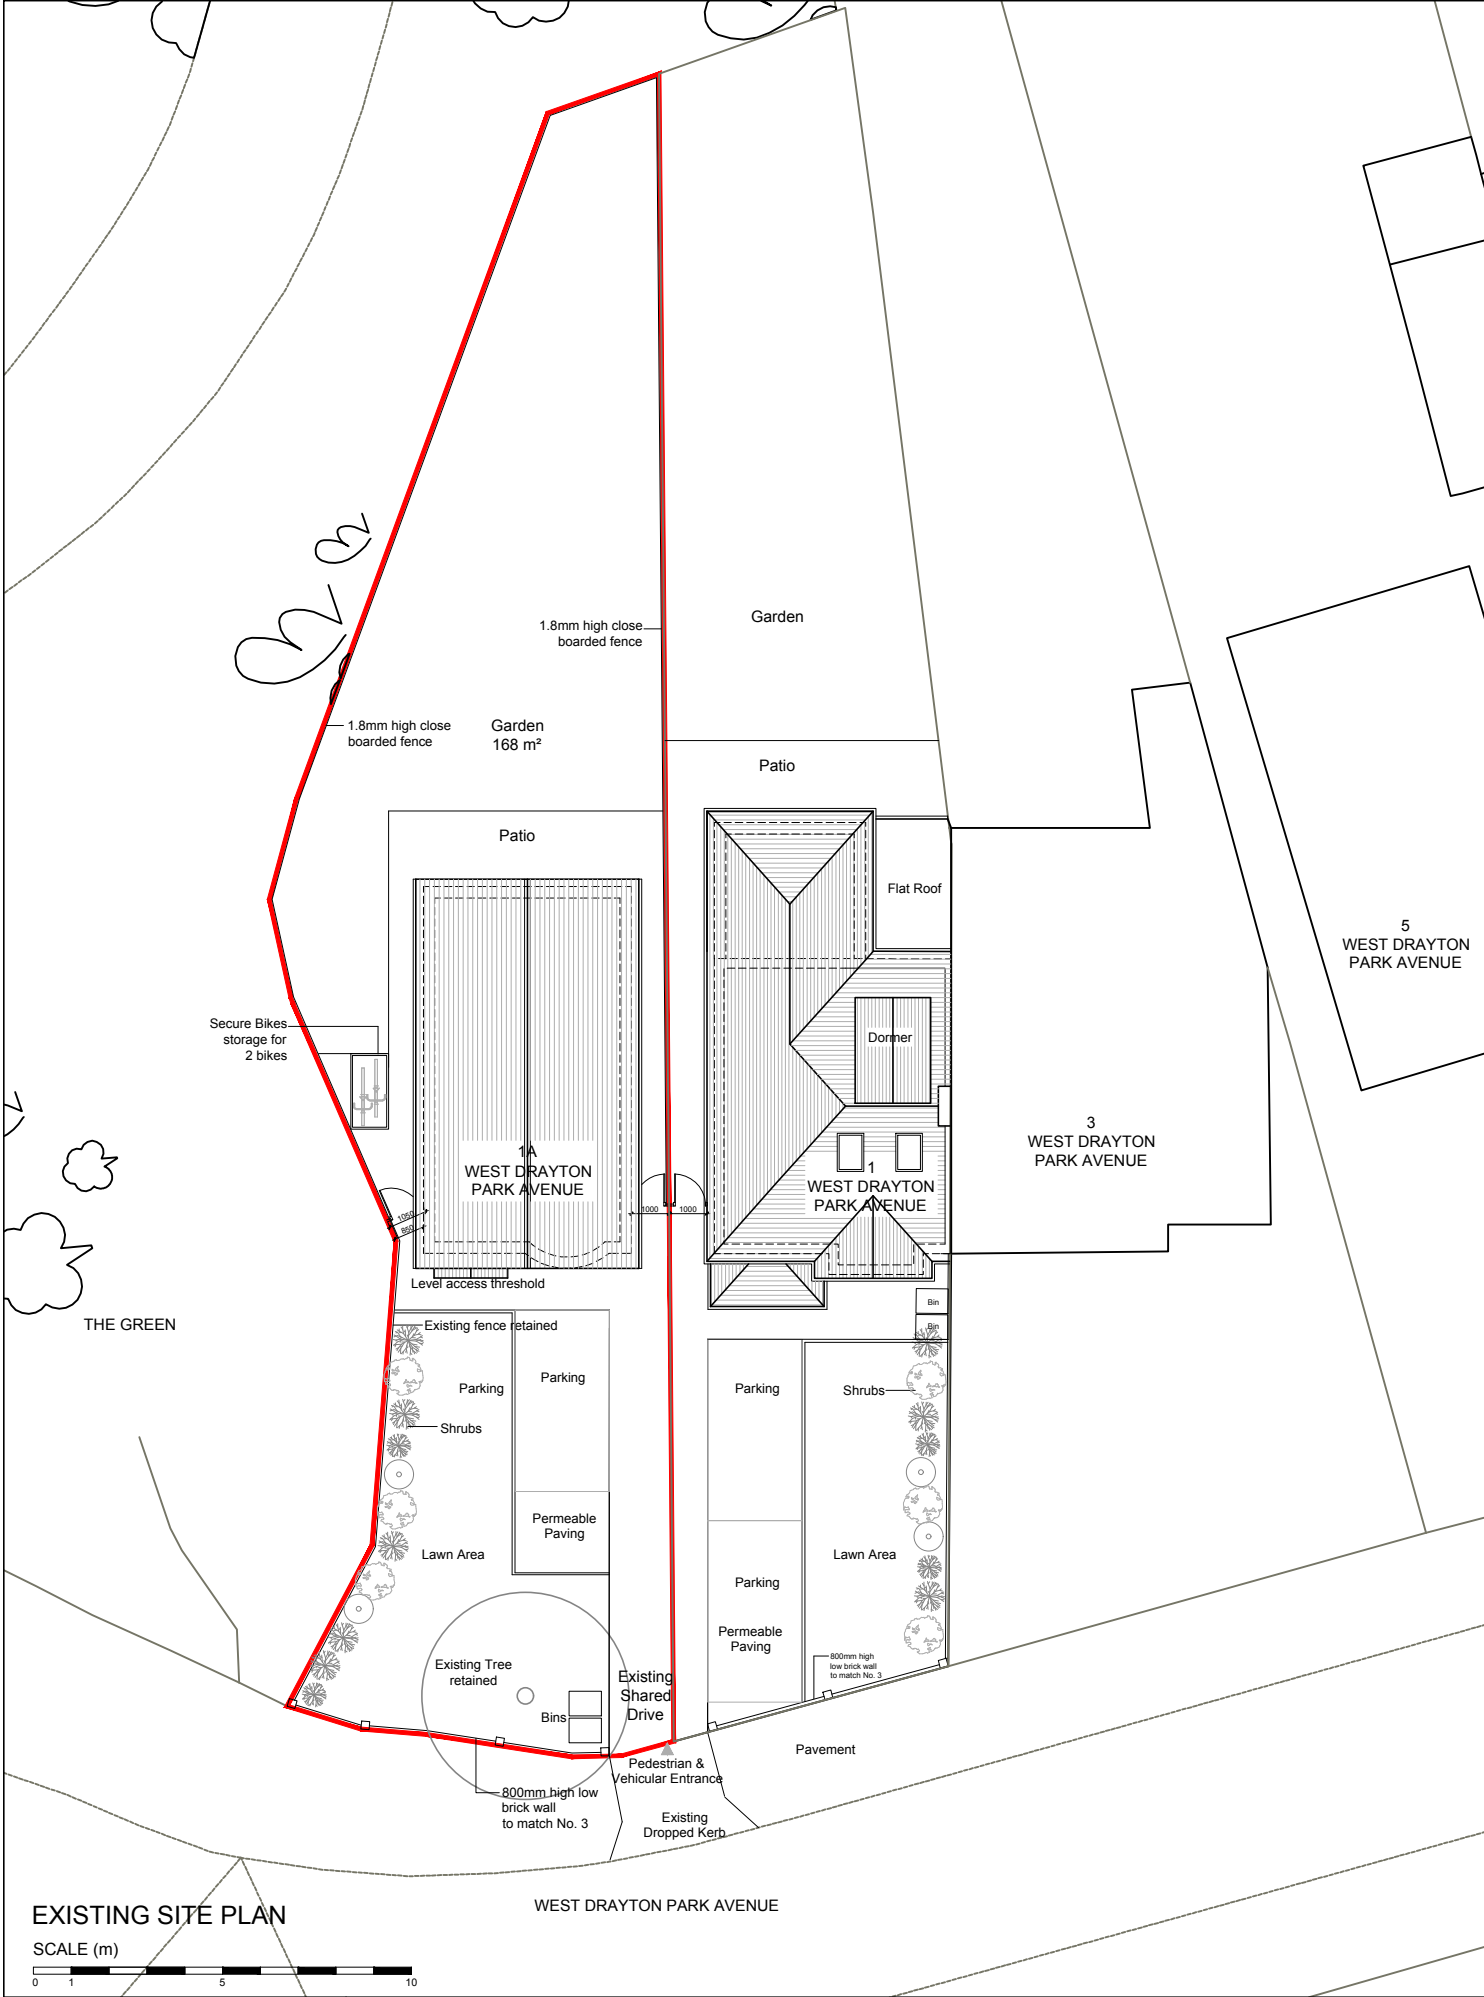 Garden
1.8mm high close
boarded fence
1.8mm high close
boarded fence
Garden
168 m²
Patio
Patio
Flat Roof
5
WEST DRAYTON
PARK AVENUE
Secure Bikes
storage for
2 bikes
Dormer
3
WEST DRAYTON
PARK AVENUE
1A
WEST DRAYTON
PARK AVENUE
1
WEST DRAYTON
PARK AVENUE
1050
850
1000
1000
Level access threshold
THE GREEN
Existing fence retained
Bin
Bin
Parking
Parking
Parking
Shrubs
Shrubs
Permeable
Paving
Lawn Area
Lawn Area
Parking
Permeable
Paving
800mm high
low brick wall
to match No. 3
Existing Tree
retained
Bins
Existing
Shared
Drive
Pavement
Pedestrian &
Vehicular Entrance
800mm high low
brick wall
to match No. 3
Existing
Dropped Kerb
WEST DRAYTON PARK AVENUE
EXISTING SITE PLAN
SCALE (m)
0 1 5 10